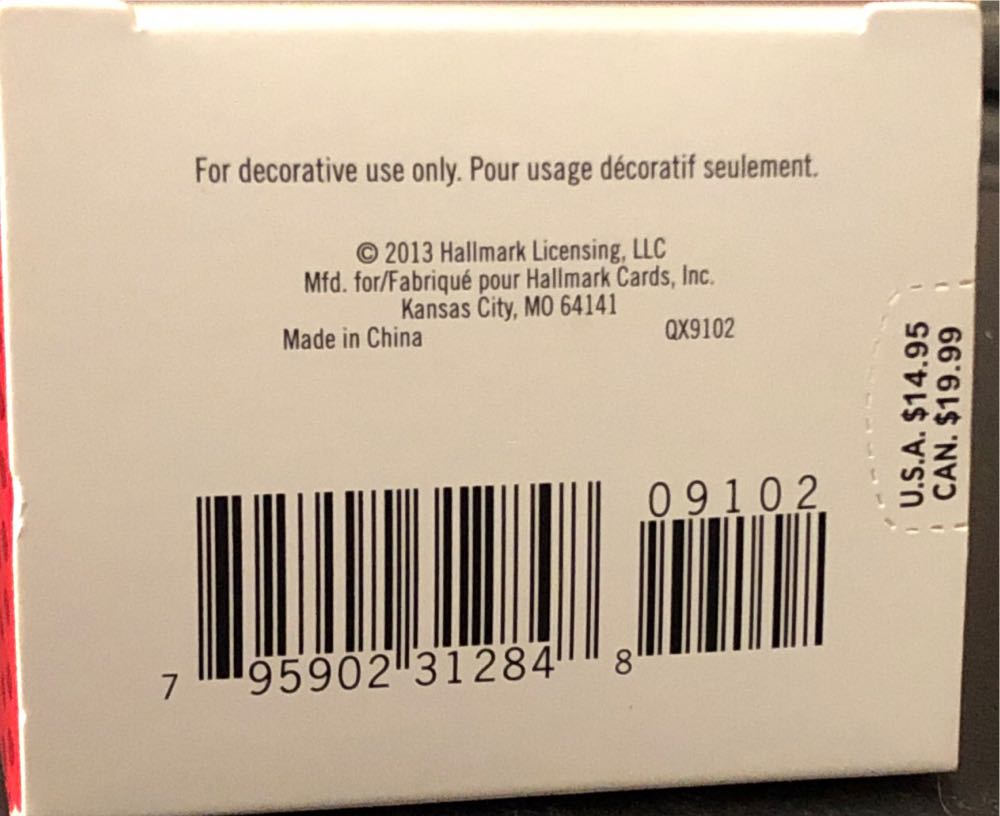 For decorative use only. Pour usage décoratif seulement.
© 2013 Hallmark Licensing, LLC
Mfd. for/Fabriqué pour Hallmark Cards, Inc.
Kansas City, MO 64141
Made in China QX9102
U.S.A. $14.95
CAN. $19.99
09102
7 95902 31284 8